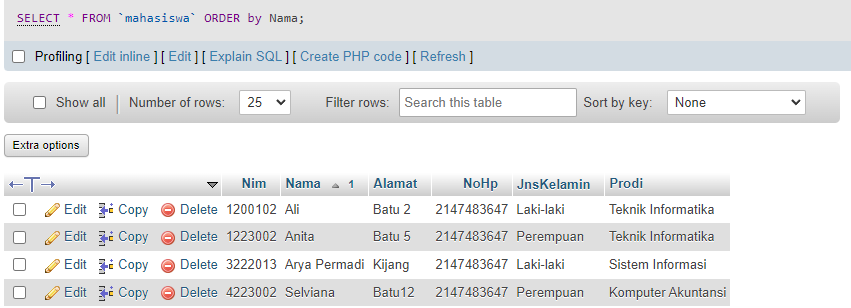 SELECT * FROM `mahasiswa` ORDER by Nama;
Profiling [ Edit inline ] [ Edit ] [ Explain SQL ] [ Create PHP code ] [ Refresh ]
Show all Number of rows: 25 Filter rows: Search this table Sort by key: None
Extra options
←T→ Nim Nama 1 Alamat NoHp JnsKelamin Prodi
Edit Copy Delete 1200102 Ali Batu 2 2147483647 Laki-laki Teknik Informatika
Edit Copy Delete 1223002 Anita Batu 5 2147483647 Perempuan Teknik Informatika
Edit Copy Delete 3222013 Arya Permadi Kijang 2147483647 Laki-laki Sistem Informasi
Edit Copy Delete 4223002 Selviana Batu12 2147483647 Perempuan Komputer Akuntansi